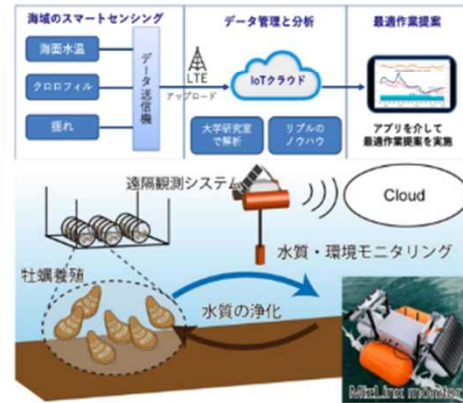 海域のスマートセンシング
データ管理と分析
最適作業提案
海面水温
クロロフィル
揺れ
データ送信機
LTE
アップロード
IoTクラウド
大学研究室
で解析
リブルの
ノウハウ
アプリを介して
最適作業提案を実施
遠隔観測システム
Cloud
水質・環境モニタリング
牡蠣養殖
水質の浄化
MizLinx monitor